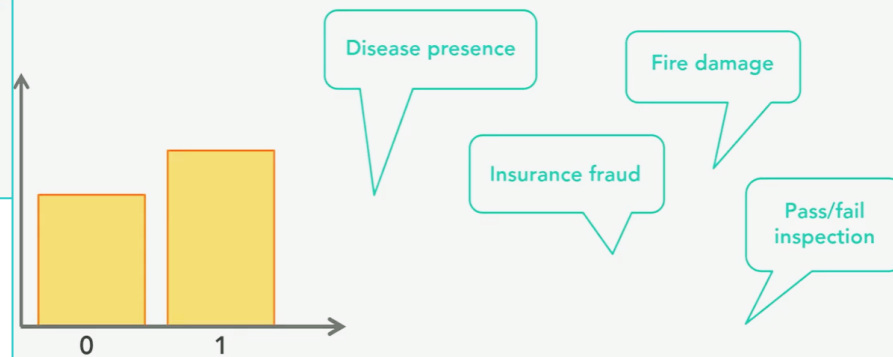 Disease presence
Fire damage
Insurance fraud
Pass/fail
inspection
0
1